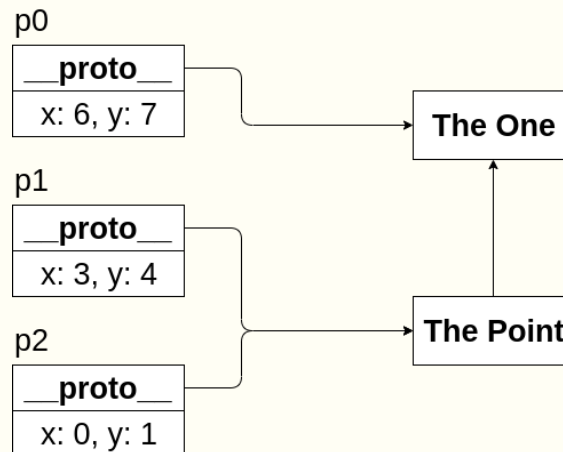 p0
__proto__
x: 6, y: 7
The One
p1
__proto__
x: 3, y: 4
p2
The Point
__proto__
x: 0, y: 1